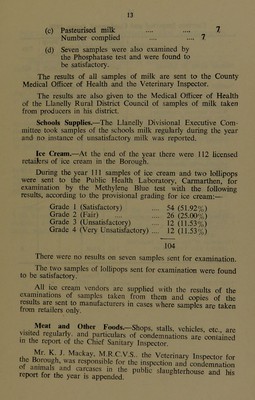 13
(c) Pasteurised milk .... .... 7
Number complied .... .... 7
(d) Seven samples were also examined by
the Phosphatase test and were found to
be satisfactory.
The results of all samples of milk are sent to the County
Medical Officer of Health and the Veterinary Inspector.
The results are also given to the Medical Officer of Health
of the Llanelly Rural District Council of samples of milk taken
from producers in his district.
Schools Supplies.—The Llanelly Divisional Executive Com-
mittee took samples of the schools milk regularly during the year
and no instance of unsatisfactory milk was reported.
Ice Cream.—At the end of the year there were 112 licensed
retailers of ice cream in the Borough.
During the year 111 samples of ice cream and two lollipops
were sent to the Public Health Laboratory, Carmarthen, for
examination by the Methylene Blue test with the following
results, according to the provisional grading for ice cream:—
Grade 1 (Satisfactory) .... 54 (51.92%)
Grade 2 (Fair) .... 26 (25.00%)
Grade 3 (Unsatisfactory) .... 12 (11.53%)
Grade 4 (Very Unsatisfactory) .... 12 (11.53%)
104
There were no results on seven samples sent for examination.
The two samples of lollipops sent for examination were found
to be satisfactory.
All ice cream vendors are supplied with the results of the
examinations of samples taken from them and copies of the
results are sent to manufacturers in cases where samples are taken
from retailers only.
Meat and Other Foods.—Shops, stalls, vehicles, etc., are
visited regularly, and particulars of condemnations are contained
in the report of the Chief Sanitary Inspector.
Mr. K. J. Mackay, M.R.C.V.S., the Veterinary Inspector for
the Borough, was responsible for the inspection and condemnation
of animals and carcases in the public slaughterhouse and his
report for the year is appended.